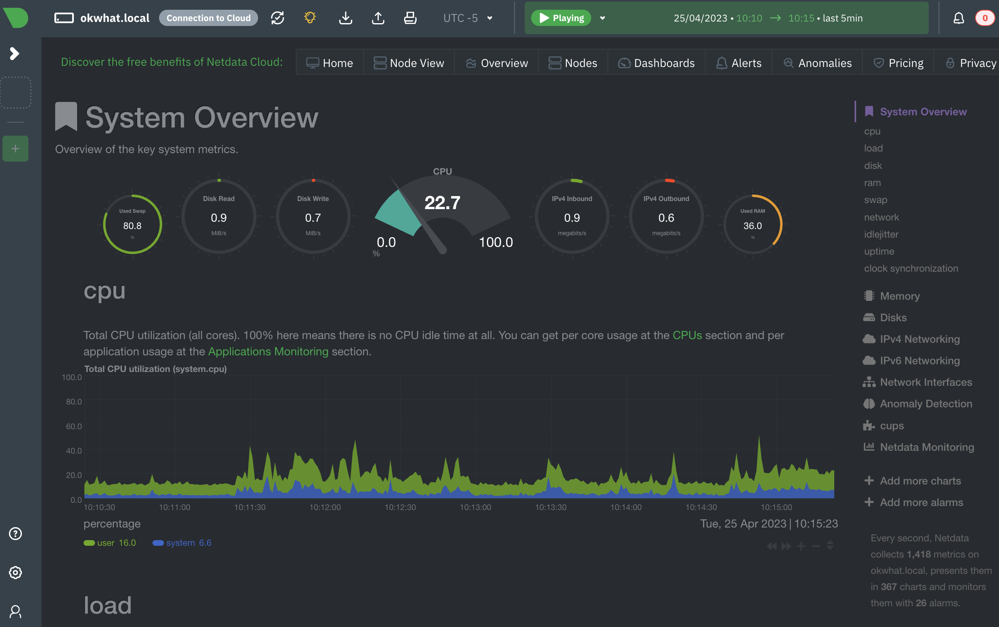 okwhat.local Connection to Cloud UTC -5 Playing 25/04/2023 • 10:10 → 10:15 • last 5min 0
Discover the free benefits of Netdata Cloud: Home Node View Overview Nodes Dashboards Alerts Anomalies Pricing Privacy
System Overview
Overview of the key system metrics.
Used Swap
80.8
%
Disk Read
0.9
MiB/s
Disk Write
0.7
MiB/s
CPU
22.7
0.0
100.0
%
IPv4 Inbound
0.9
megabits/s
IPv4 Outbound
0.6
megabits/s
Used RAM
36.0
%
cpu
Total CPU utilization (all cores). 100% here means there is no CPU idle time at all. You can get per core usage at the CPUs section and per
application usage at the Applications Monitoring section.
Total CPU utilization (system.cpu)
100.0
80.0
60.0
40.0
20.0
0.0
10:10:30 10:11:00 10:11:30 10:12:00 10:12:30 10:13:00 10:13:30 10:14:00 10:14:30 10:15:00
percentage
Tue, 25 Apr 2023 | 10:15:23
user 16.0 system 6.6
load
System Overview
cpu
load
disk
ram
swap
network
idlejitter
uptime
clock synchronization
Memory
Disks
IPv4 Networking
IPv6 Networking
Network Interfaces
Anomaly Detection
cups
Netdata Monitoring
Add more charts
Add more alarms
Every second, Netdata
collects 1,418 metrics on
okwhat.local, presents them
in 367 charts and monitors
them with 26 alarms.